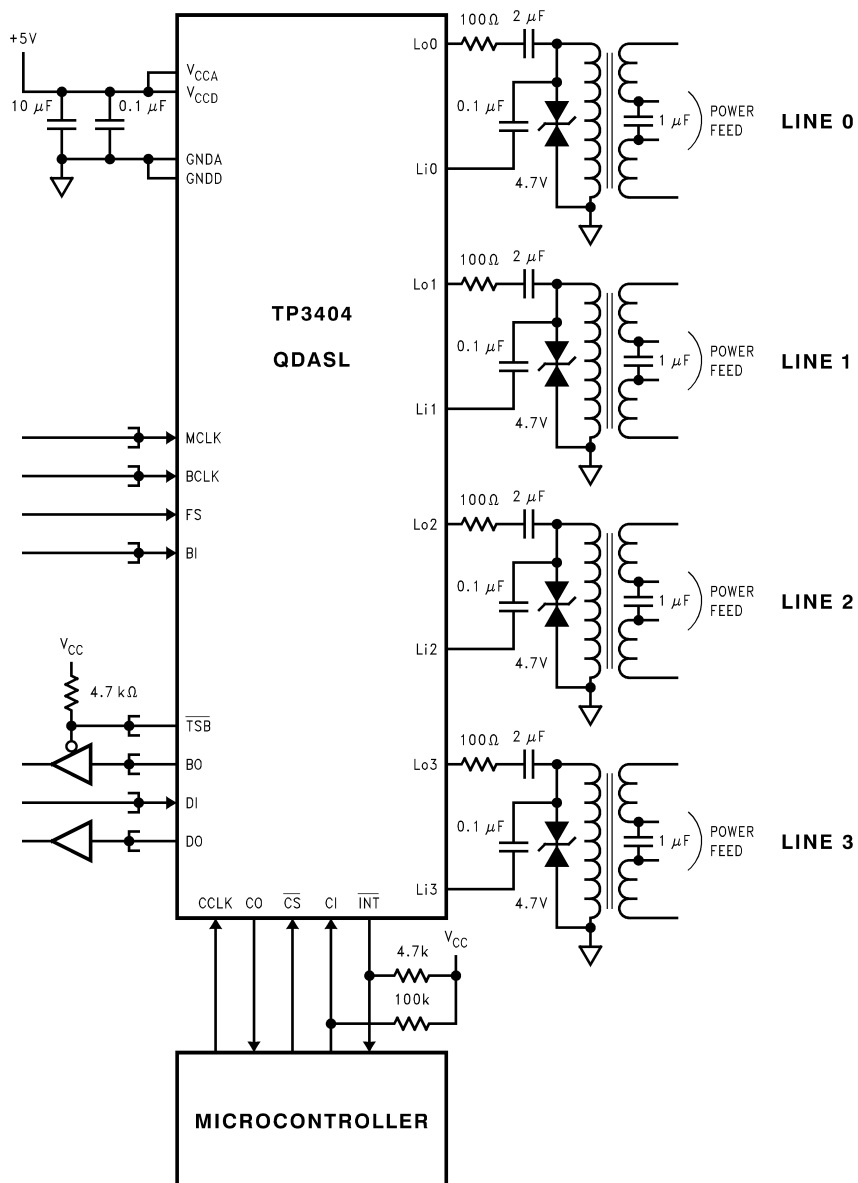 +5V
10 μF
0.1 μF
VCCA
VCCD
GNDA
GNDD
TP3404
QDASL
MCLK
BCLK
FS
BI
VCC
4.7 kΩ
TSB
BO
DI
DO
Lo0
100Ω
2 μF
0.1 μF
Li0
4.7V
1 μF
POWER
FEED
LINE 0
Lo1
100Ω
2 μF
0.1 μF
Li1
4.7V
1 μF
POWER
FEED
LINE 1
Lo2
100Ω
2 μF
0.1 μF
Li2
4.7V
1 μF
POWER
FEED
LINE 2
Lo3
100Ω
2 μF
0.1 μF
Li3
4.7V
1 μF
POWER
FEED
LINE 3
CCLK CO CS CI INT
VCC
4.7k
100k
MICROCONTROLLER